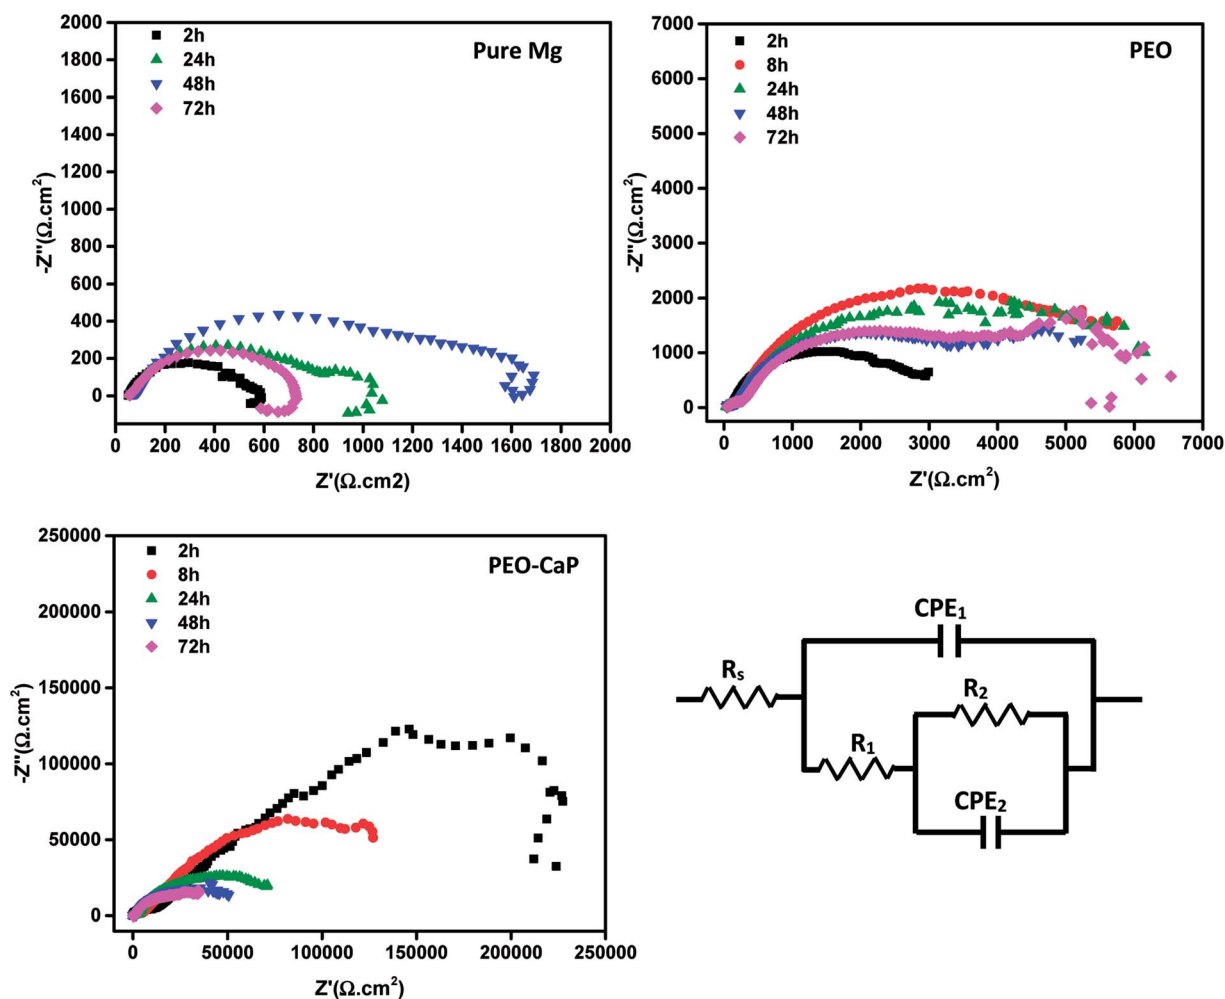 Pure Mg
2h
24h
48h
72h
2000
1800
1600
1400
1200
1000
800
600
400
200
0
-Z"(Ω.cm²)
0 200 400 600 800 1000 1200 1400 1600 1800 2000
Z'(Ω.cm2)
PEO
2h
8h
24h
48h
72h
7000
6000
5000
4000
3000
2000
1000
0
-Z"(Ω.cm²)
0 1000 2000 3000 4000 5000 6000 7000
Z'(Ω.cm²)
PEO-CaP
2h
8h
24h
48h
72h
250000
200000
150000
100000
50000
0
-Z"(Ω.cm²)
0 50000 100000 150000 200000 250000
Z'(Ω.cm²)
CPE₁
Rₛ
R₂
R₁
CPE₂